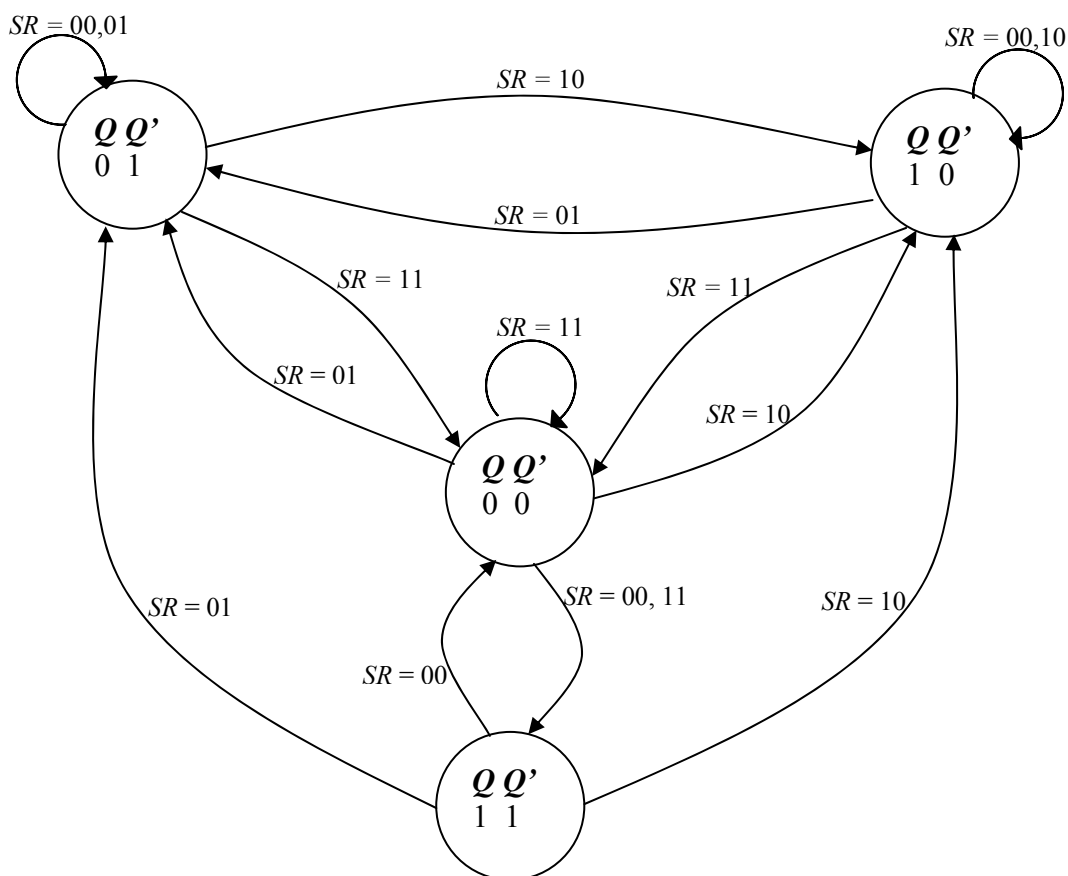 SR = 00,01
SR = 00,10
SR = 10
Q Q’
0 1
Q Q’
1 0
SR = 01
SR = 11
SR = 11
SR = 11
SR = 01
SR = 10
Q Q’
0 0
SR = 01
SR = 00, 11
SR = 10
SR = 00
Q Q’
1 1